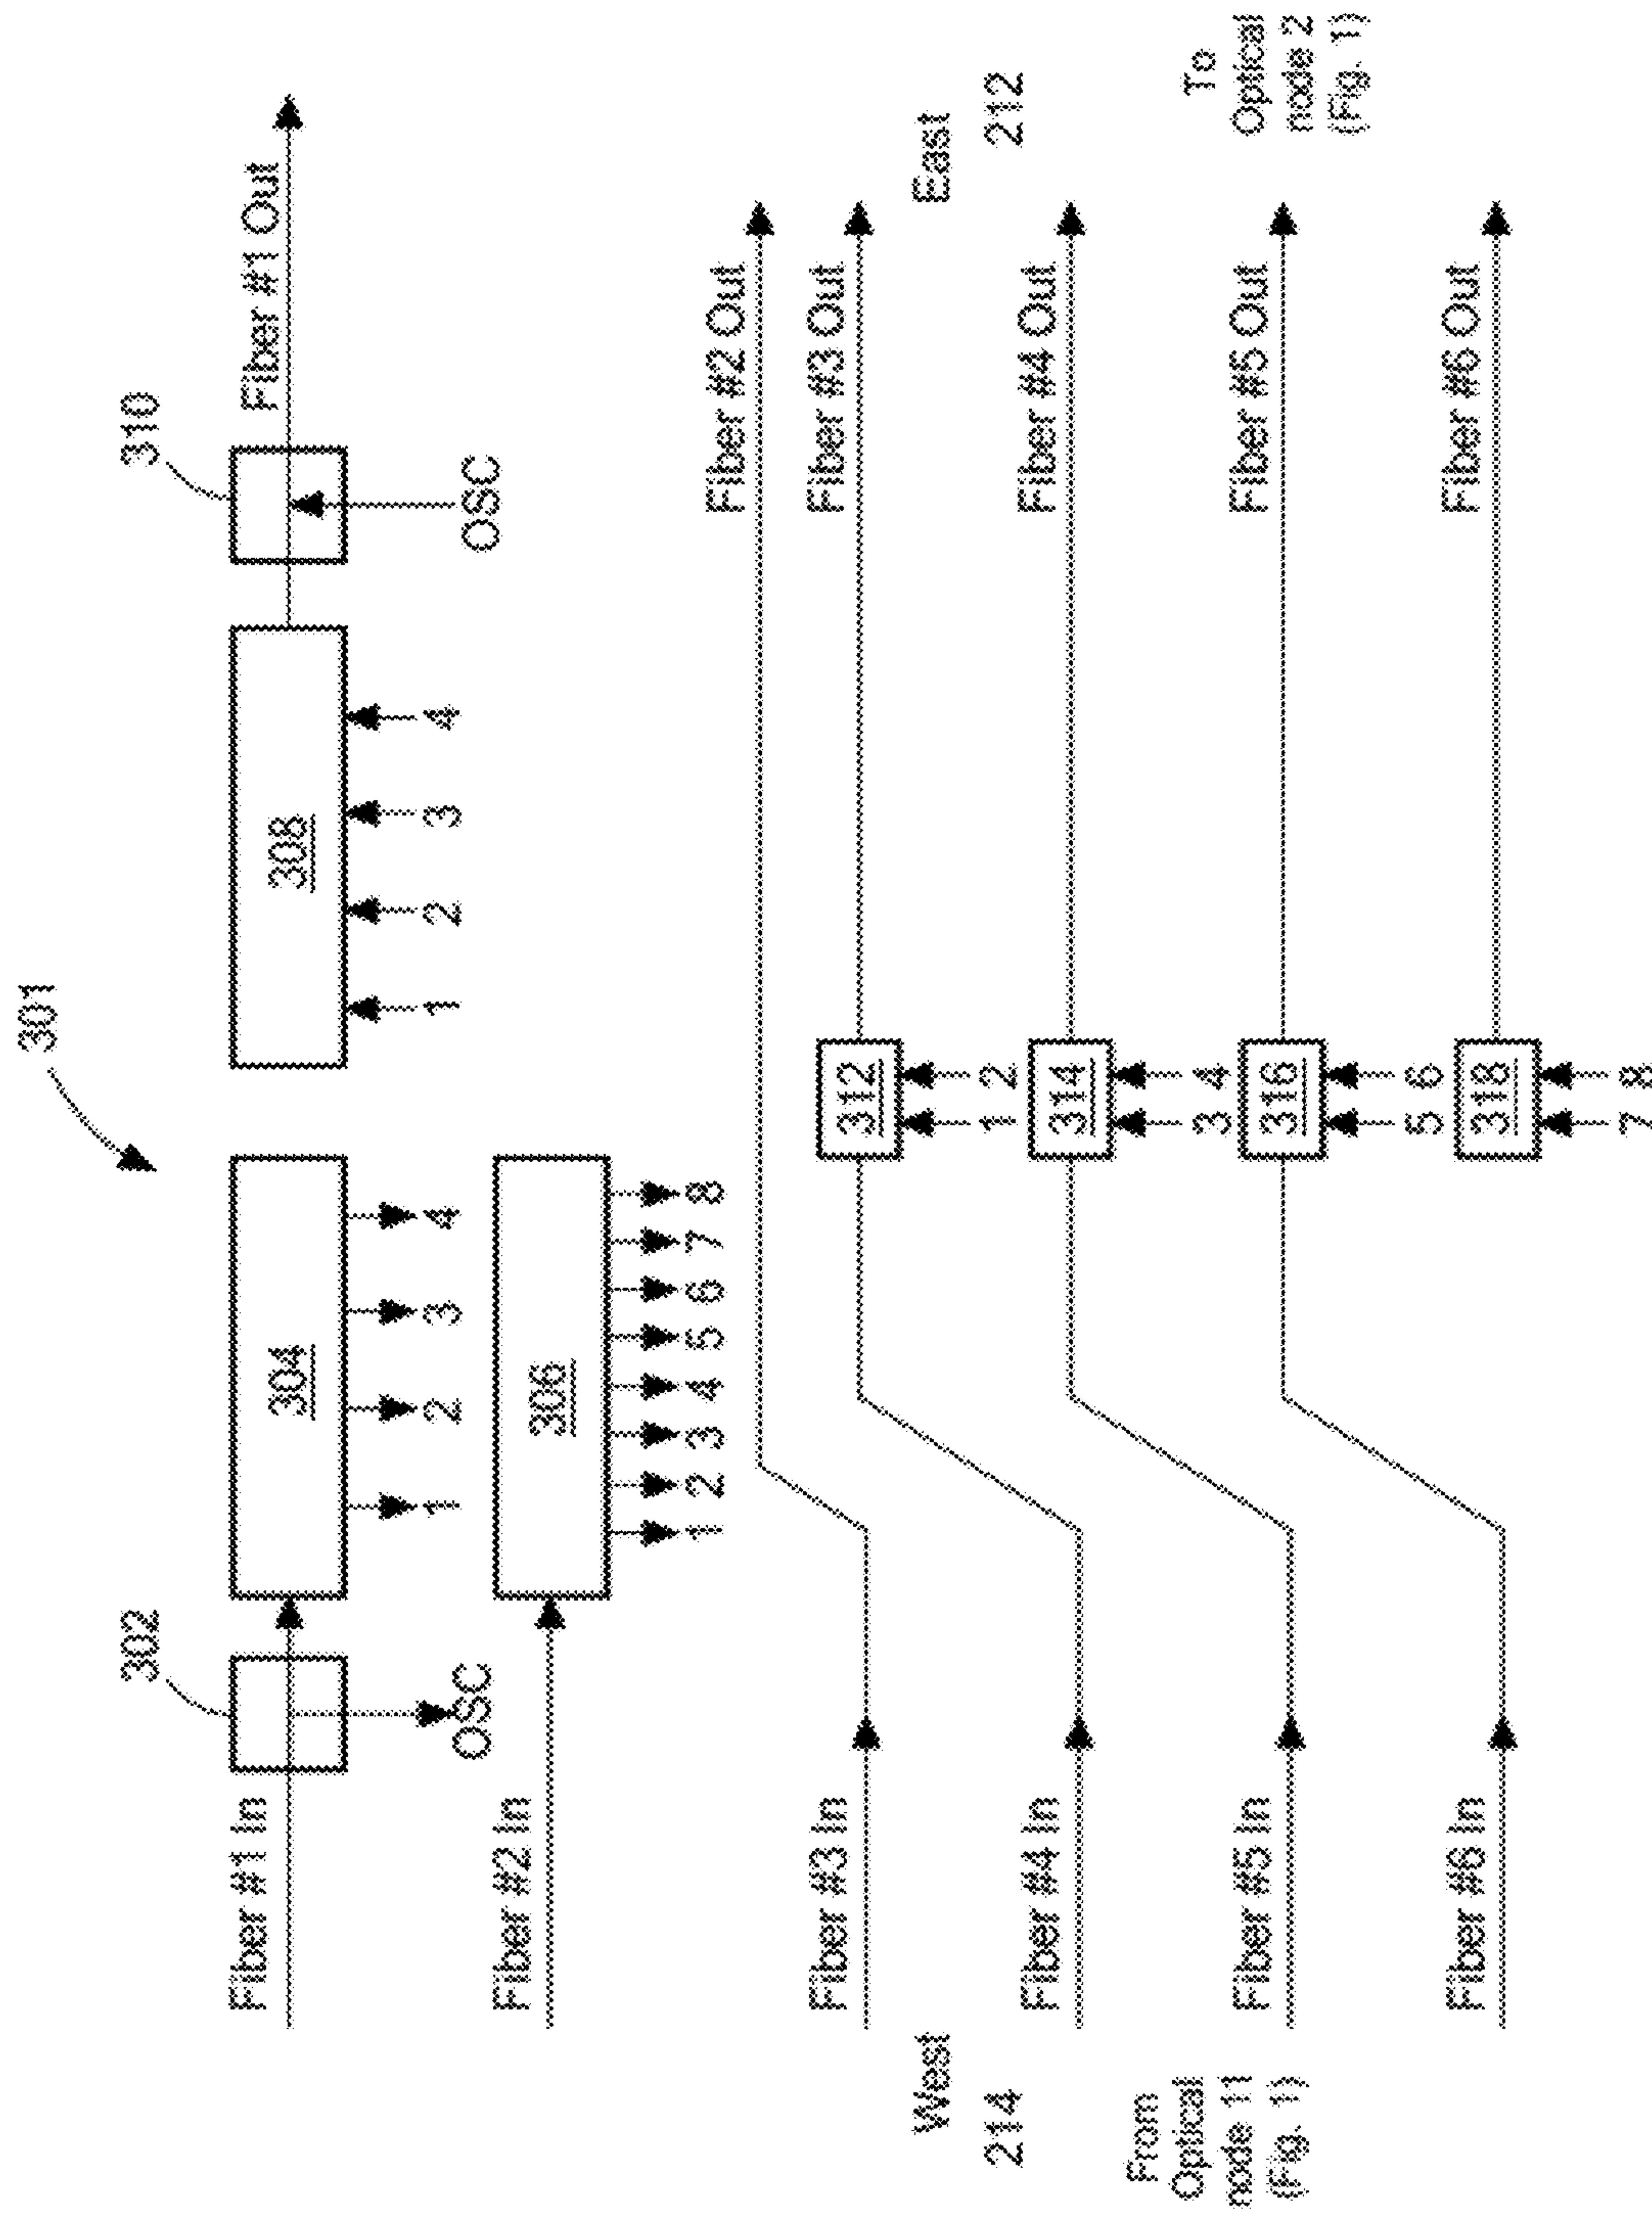 301
302
310
Fiber #1 In
304
308
Fiber #1 Out
OSC
1 2 3 4
1 2 3 4
OSC
Fiber #2 In
306
1 2 3 4 5 6 7 8
Fiber #2 Out
Fiber #3 In
Fiber #3 Out
312
1 2
West
214
East
212
Fiber #4 In
314
Fiber #4 Out
3 4
From
Optical
node 11
(Fig. 1)
To
Optical
node 2
(Fig. 1)
Fiber #5 In
316
Fiber #5 Out
5 6
Fiber #6 In
318
Fiber #6 Out
7 8